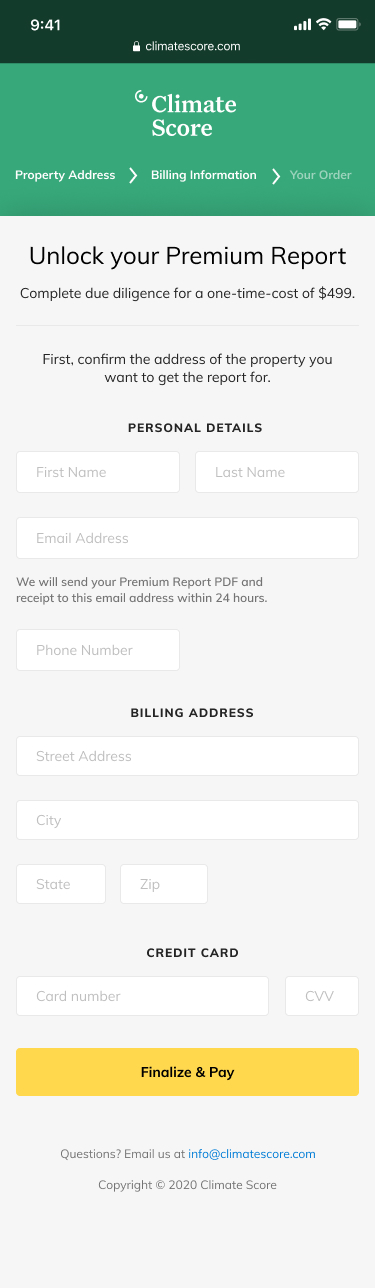 9:41
climatescore.com
Climate
Score
Property Address
Billing Information
Your Order
Unlock your Premium Report
Complete due diligence for a one-time-cost of $499.
First, confirm the address of the property you
want to get the report for.
PERSONAL DETAILS
First Name
Last Name
Email Address
We will send your Premium Report PDF and
receipt to this email address within 24 hours.
Phone Number
BILLING ADDRESS
Street Address
City
State
Zip
CREDIT CARD
Card number
CVV
Finalize & Pay
Questions? Email us at info@climatescore.com
Copyright © 2020 Climate Score